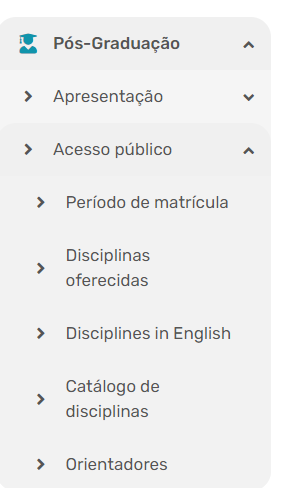 Pós-Graduação
Apresentação
Acesso público
Período de matrícula
Disciplinas
oferecidas
Disciplines in English
Catálogo de
disciplinas
Orientadores